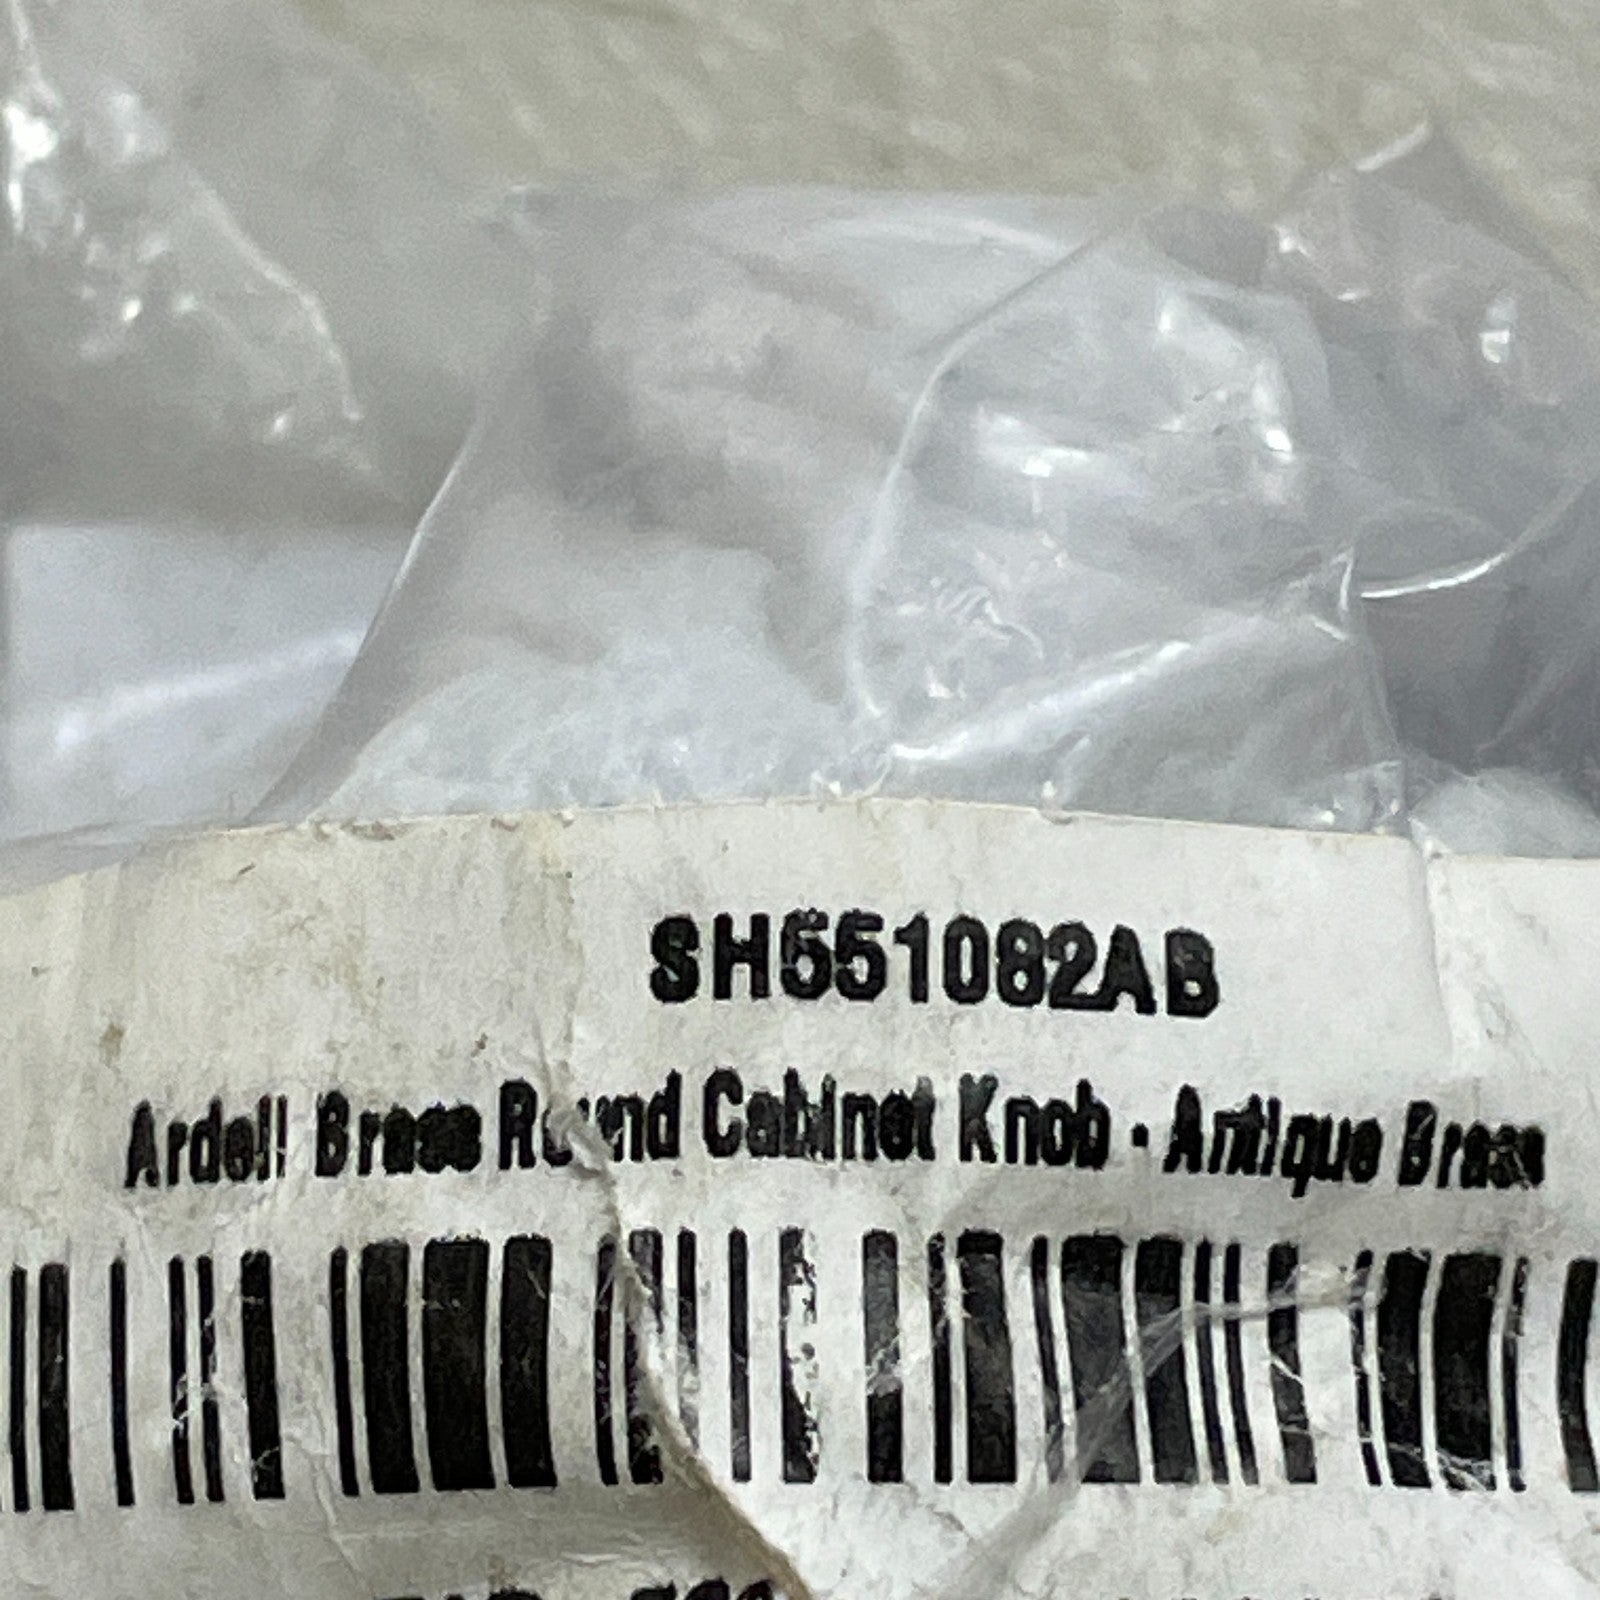 SH551082AB
Ardell Brass Round Cabinet Knob - Antique Brass